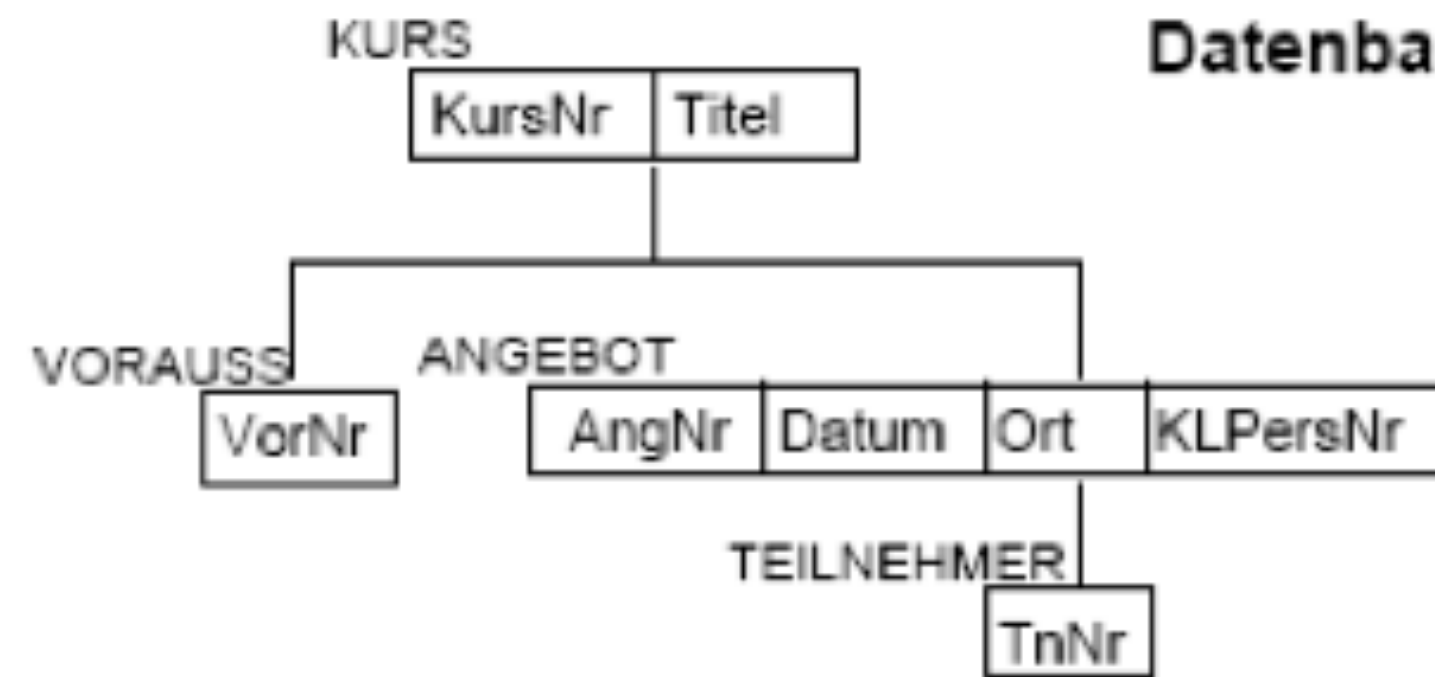 KURS
Datenba
KursNr Titel
VORAUSS
ANGEBOT
VorNr
AngNr Datum Ort KLPersNr
TEILNEHMER
TnNr